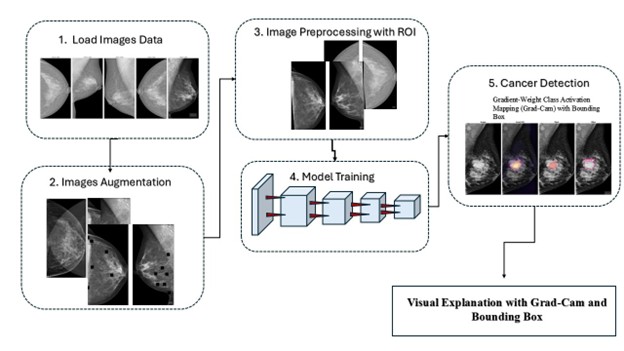 1. Load Images Data
2. Images Augmentation
3. Image Preprocessing with ROI
4. Model Training
5. Cancer Detection
Gradient-Weight Class Activation
Mapping (Grad-Cam) with Bounding
Box
Visual Explanation with Grad-Cam and
Bounding Box